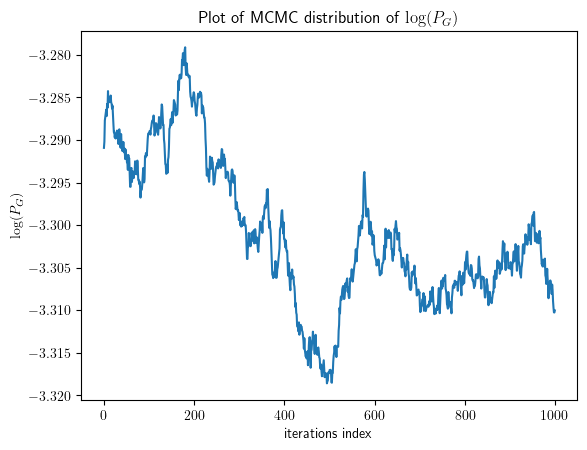 Plot of MCMC distribution of log(P_G)
−3.280
−3.285
−3.290
−3.295
−3.300
−3.305
−3.310
−3.315
−3.320
log(P_G)
0 200 400 600 800 1000
iterations index